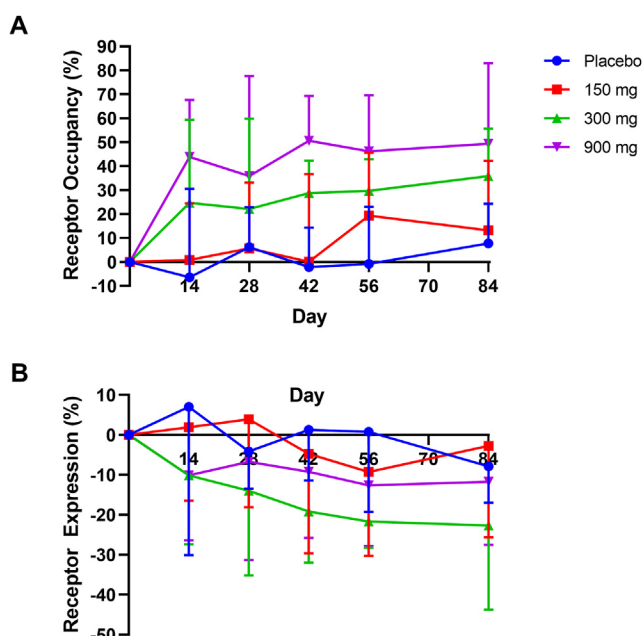 A
Receptor Occupancy (%)
90
80
70
60
50
40
30
20
10
0
-10
14 28 42 56 70 84
Day
Placebo
150 mg
300 mg
900 mg
B
Receptor Expression (%)
Day
10
0
-10
-20
-30
-40
-50
14 28 42 56 70 84